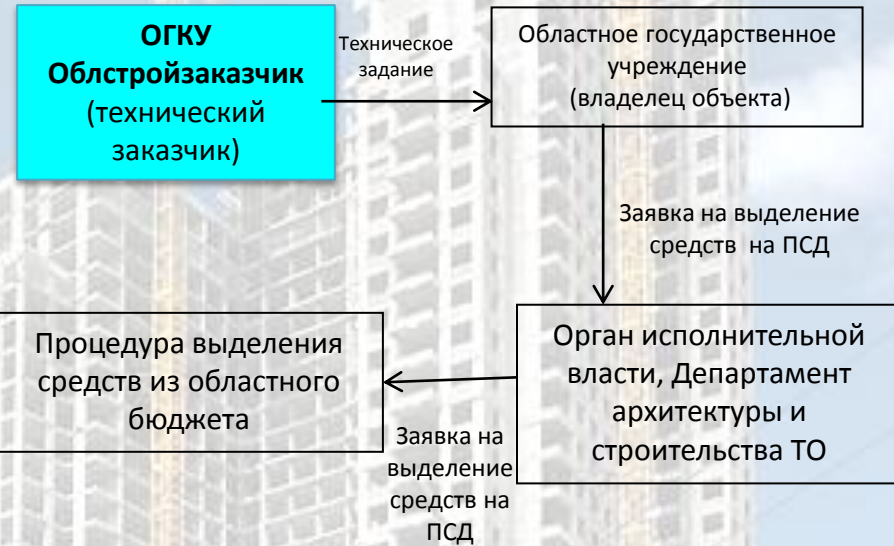 ОГКУ
Облстройзаказчик
(технический
заказчик)
Техническое
задание
Областное государственное
учреждение
(владелец объекта)
Заявка на выделение
средств на ПСД
Орган исполнительной
власти, Департамент
архитектуры и
строительства ТО
Заявка на
выделение
средств на
ПСД
Процедура выделения
средств из областного
бюджета